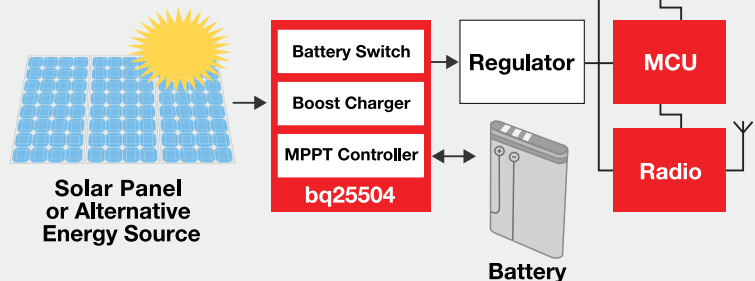 Battery Switch
Boost Charger
MPPT Controller
bq25504
Regulator
MCU
Radio
Solar Panel
or Alternative
Energy Source
Battery